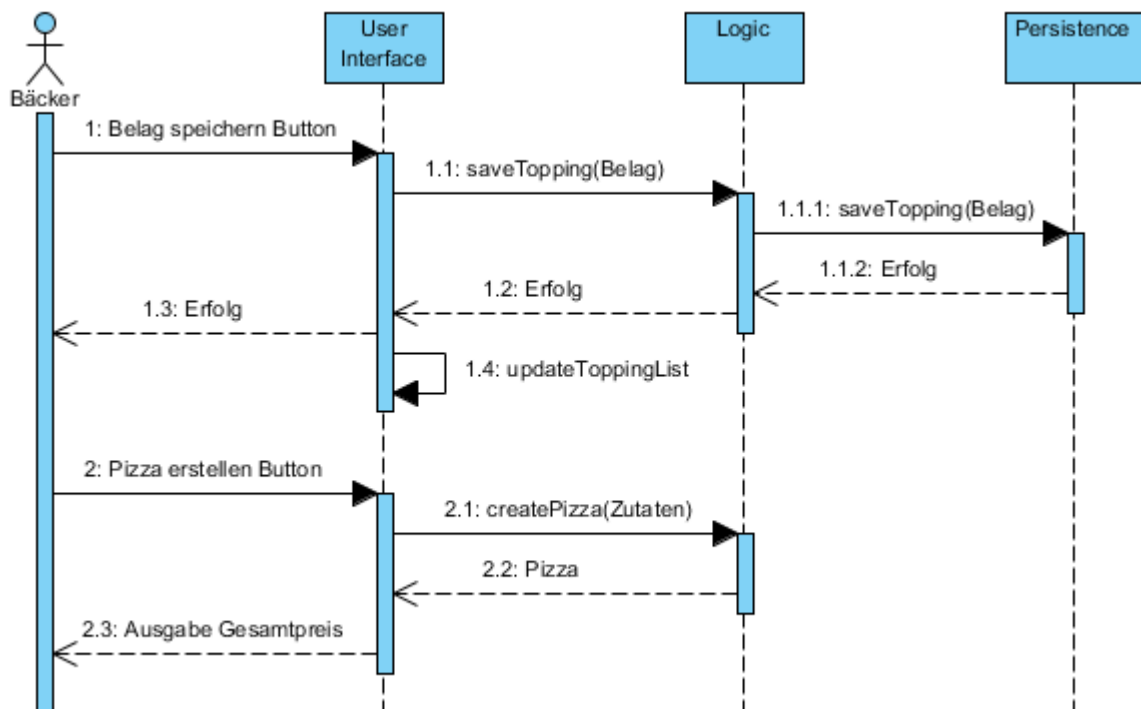 User
Interface
Logic
Persistence
Bäcker
1: Belag speichern Button
1.1: saveTopping(Belag)
1.1.1: saveTopping(Belag)
1.1.2: Erfolg
1.2: Erfolg
1.3: Erfolg
1.4: updateToppingList
2: Pizza erstellen Button
2.1: createPizza(Zutaten)
2.2: Pizza
2.3: Ausgabe Gesamtpreis